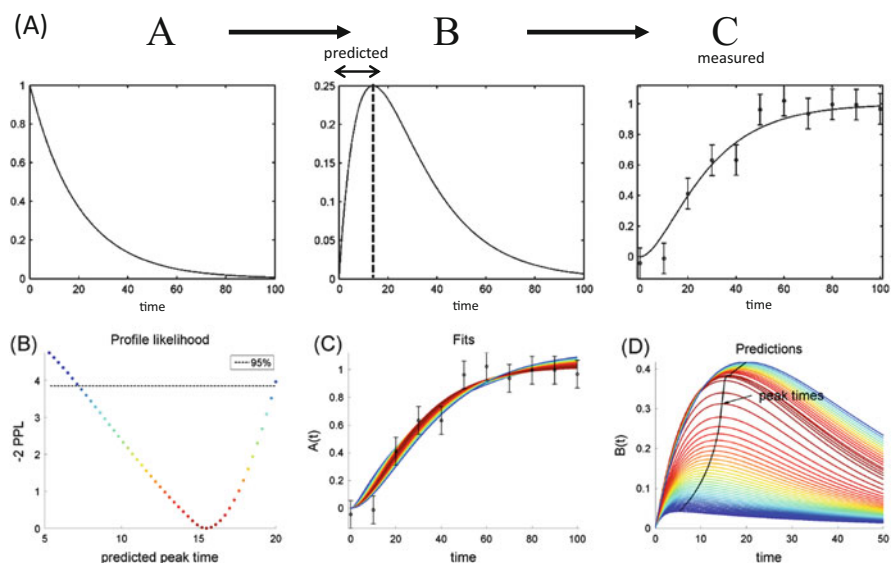 (A) A B C
predicted measured
1
0.8
0.6
0.4
0.2
0
0 20 40 60 80 100
time
0.25
0.2
0.15
0.1
0.05
0
0 20 40 60 80 100
time
1
0.8
0.6
0.4
0.2
0
0 20 40 60 80 100
time
(B) Profile likelihood
95%
4
3
2
1
0
-2 PPL
5 10 15 20
predicted peak time
(C) Fits
1
0.8
0.6
0.4
0.2
0
A(t)
0 20 40 60 80 100
time
(D) Predictions
peak times
0.4
0.3
0.2
0.1
0
B(t)
0 10 20 30 40 50
time